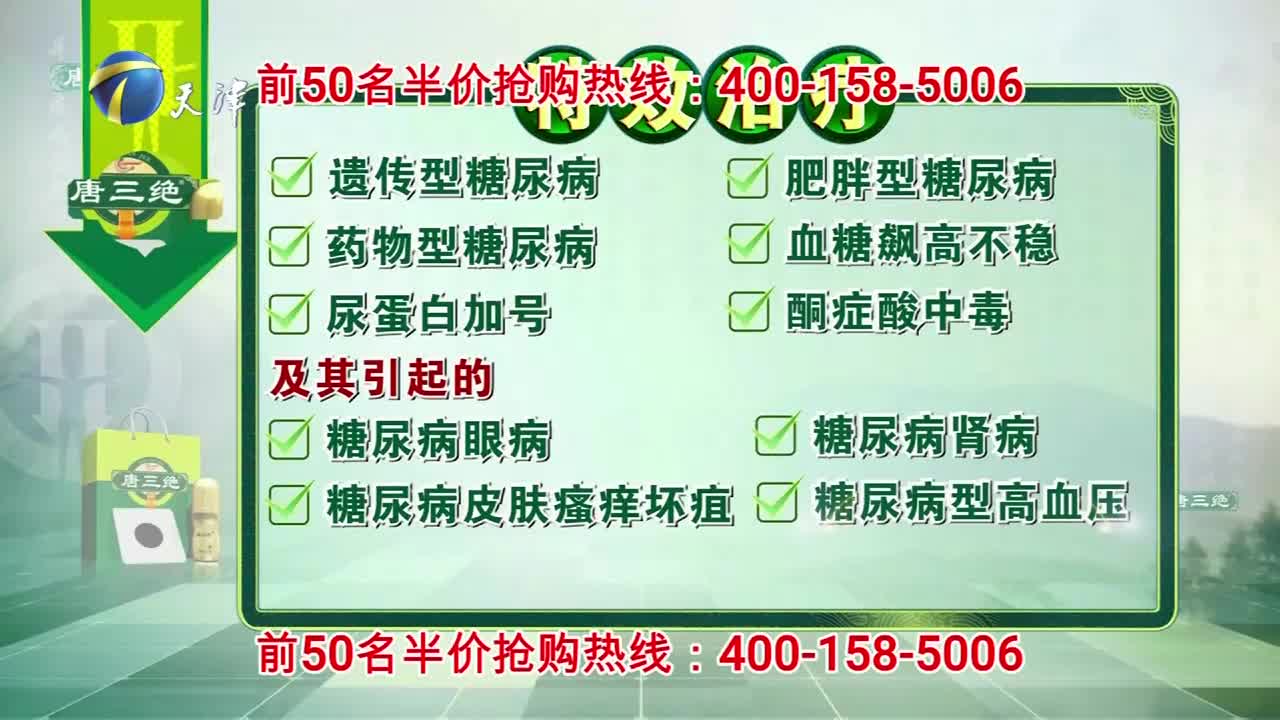 天津
前50名半价抢购热线：400-158-5006
特效治疗
唐三绝
遗传型糖尿病
肥胖型糖尿病
药物型糖尿病
血糖飙高不稳
尿蛋白加号
酮症酸中毒
及其引起的
糖尿病眼病
糖尿病肾病
糖尿病皮肤瘙痒坏疽
糖尿病型高血压
唐三绝
唐三绝
前50名半价抢购热线：400-158-5006